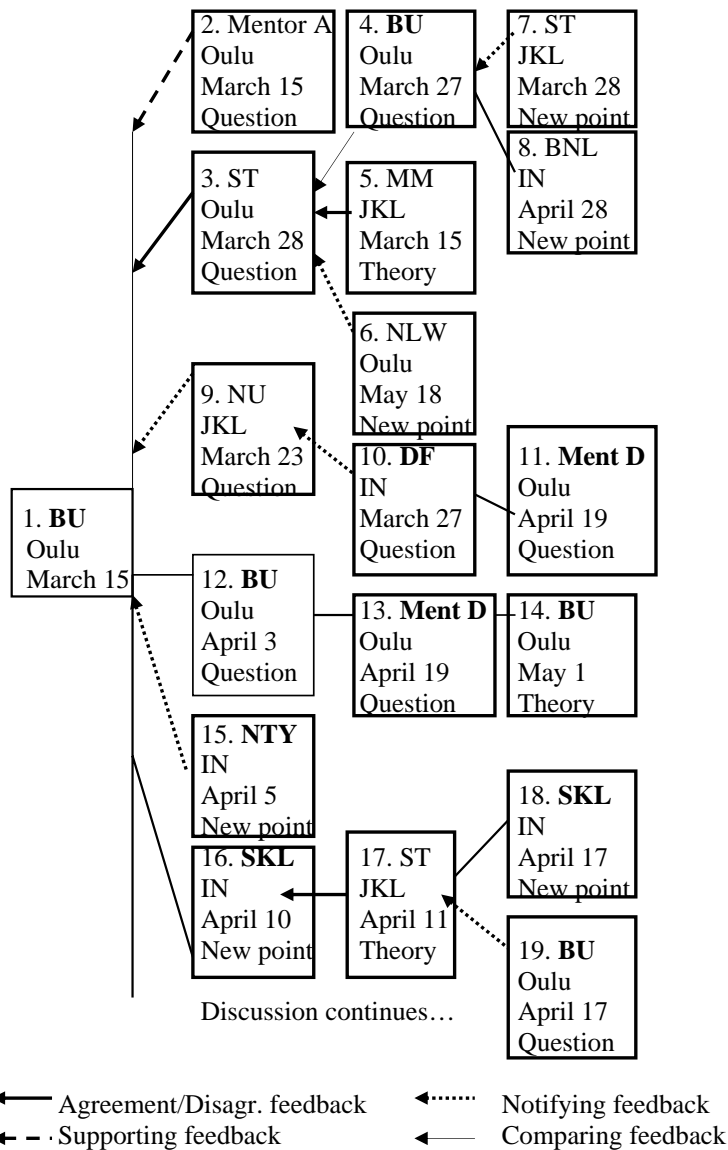 2. Mentor A
Oulu
March 15
Question
4. BU
Oulu
March 27
Question
7. ST
JKL
March 28
New point
8. BNL
IN
April 28
New point
3. ST
Oulu
March 28
Question
5. MM
JKL
March 15
Theory
6. NLW
Oulu
May 18
New point
9. NU
JKL
March 23
Question
10. DF
IN
March 27
Question
11. Ment D
Oulu
April 19
Question
1. BU
Oulu
March 15
12. BU
Oulu
April 3
Question
13. Ment D
Oulu
April 19
Question
14. BU
Oulu
May 1
Theory
15. NTY
IN
April 5
New point
16. SKL
IN
April 10
New point
17. ST
JKL
April 11
Theory
18. SKL
IN
April 17
New point
19. BU
Oulu
April 17
Question
Discussion continues…
Agreement/Disagr. feedback
Notifying feedback
Supporting feedback
Comparing feedback